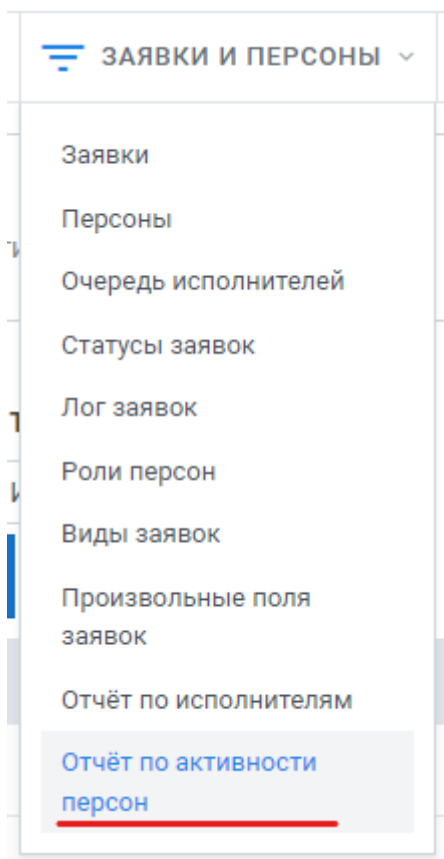 ЗАЯВКИ И ПЕРСОНЫ
Заявки
Персоны
Очередь исполнителей
Статусы заявок
Лог заявок
Роли персон
Виды заявок
Произвольные поля
заявок
Отчёт по исполнителям
Отчёт по активности
персон